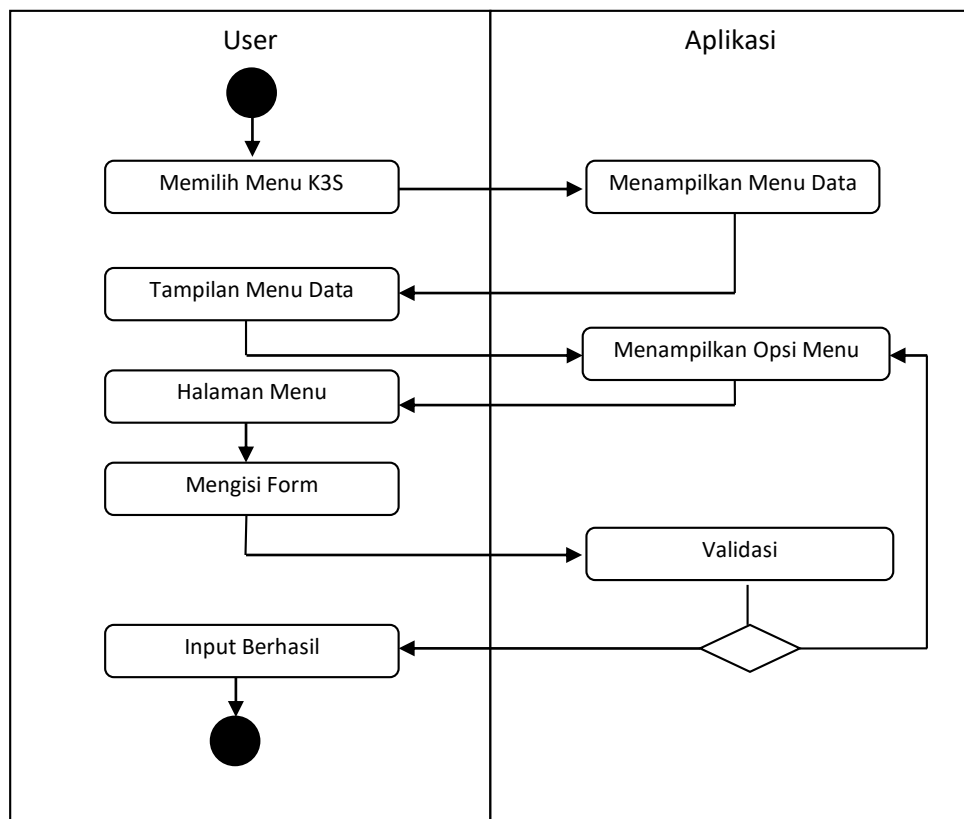 User
Aplikasi
Memilih Menu K3S
Menampilkan Menu Data
Tampilan Menu Data
Menampilkan Opsi Menu
Halaman Menu
Mengisi Form
Validasi
Input Berhasil